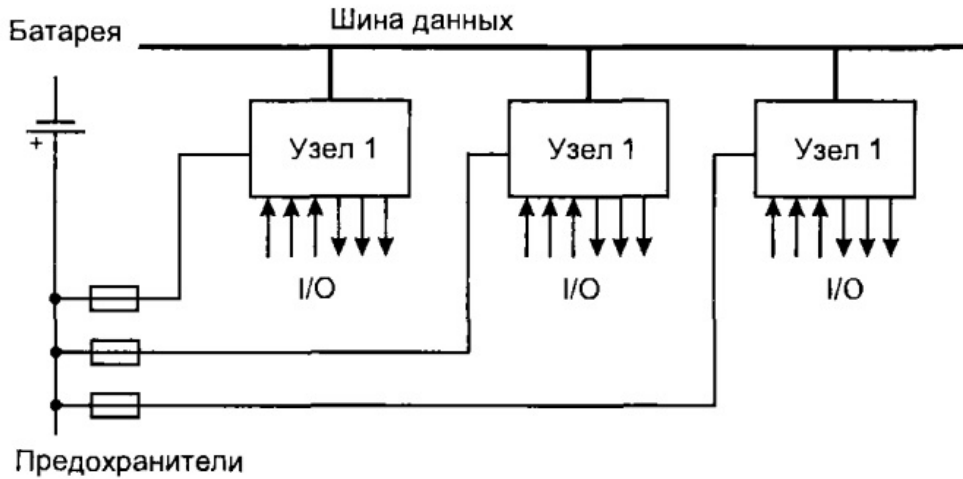 Шина данных
Батарея
+
Узел 1
Узел 1
Узел 1
I/O
I/O
I/O
Предохранители